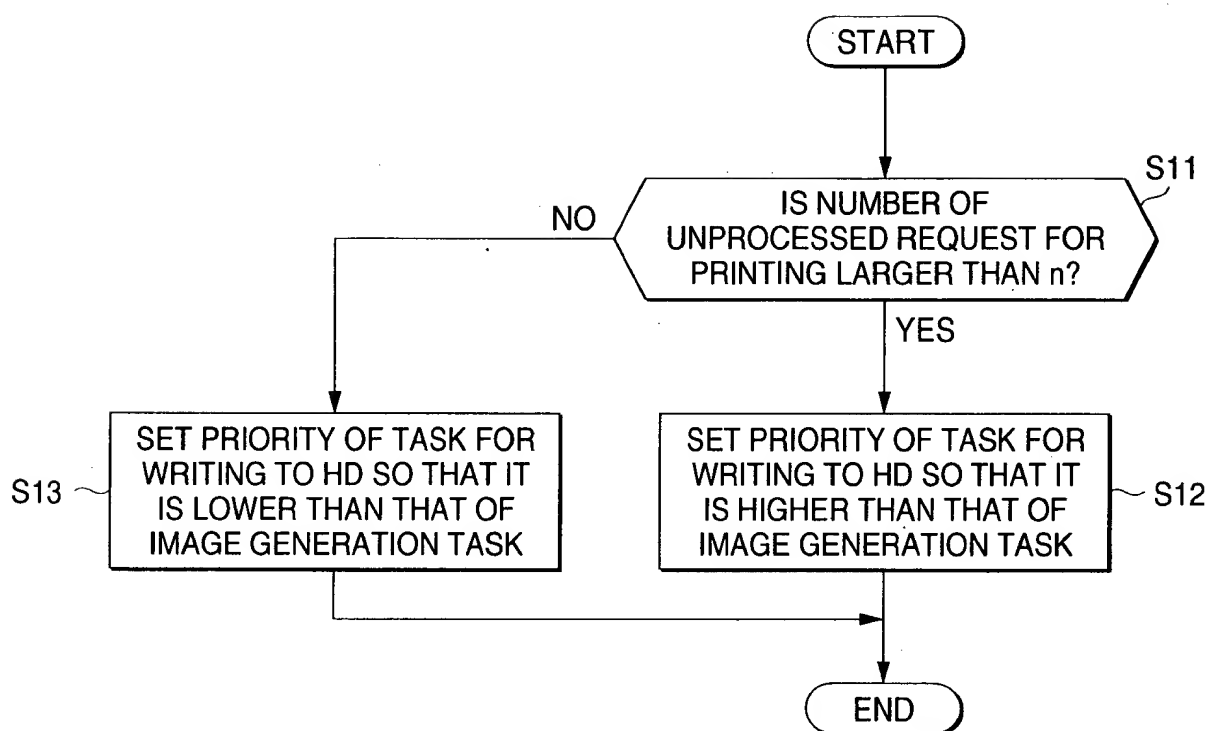 START
S11
IS NUMBER OF
UNPROCESSED REQUEST FOR
PRINTING LARGER THAN n?
NO
YES
S13
SET PRIORITY OF TASK FOR
WRITING TO HD SO THAT IT
IS LOWER THAN THAT OF
IMAGE GENERATION TASK
SET PRIORITY OF TASK FOR
WRITING TO HD SO THAT IT
IS HIGHER THAN THAT OF
IMAGE GENERATION TASK
S12
END